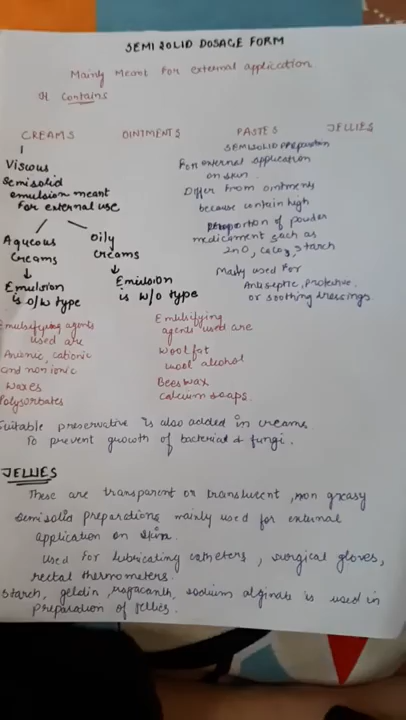 SEMISOLID DOSAGE FORM
Mainly Meant For external application
It Contains
CREAMS
Viscous
Semisolid
emulsion meant
For external use
Aqueous
Creams
Emulsion
is o/w type
Oily
Creams
Emulsion
is w/o type
Emulsifying agents
used are
Anionic, cationic
and non ionic
Waxes
Polysorbates
Emulsifying
agents used are
Wool fat
wool alcohol
Beeswax
Calcium soaps.
OINTMENTS
PASTES
SEMISOLID preparation
For external application
on skin.
Differ From ointments
because contain high
proportion of powder
medicament such as
ZnO, CaCO3, starch
Mainly used For
Antiseptic, Protective
or soothing dressings.
JELLIES
Suitable preservative is also added in creams
To prevent growth of bacterial & fungi.
JELLIES
These are transparent or translucent, non greasy
semisolid preparations mainly used for external
application on skin.
used for lubricating catheters, surgical gloves,
rectal thermometers.
starch, sodium alginate is used in
preparation of Jellies.